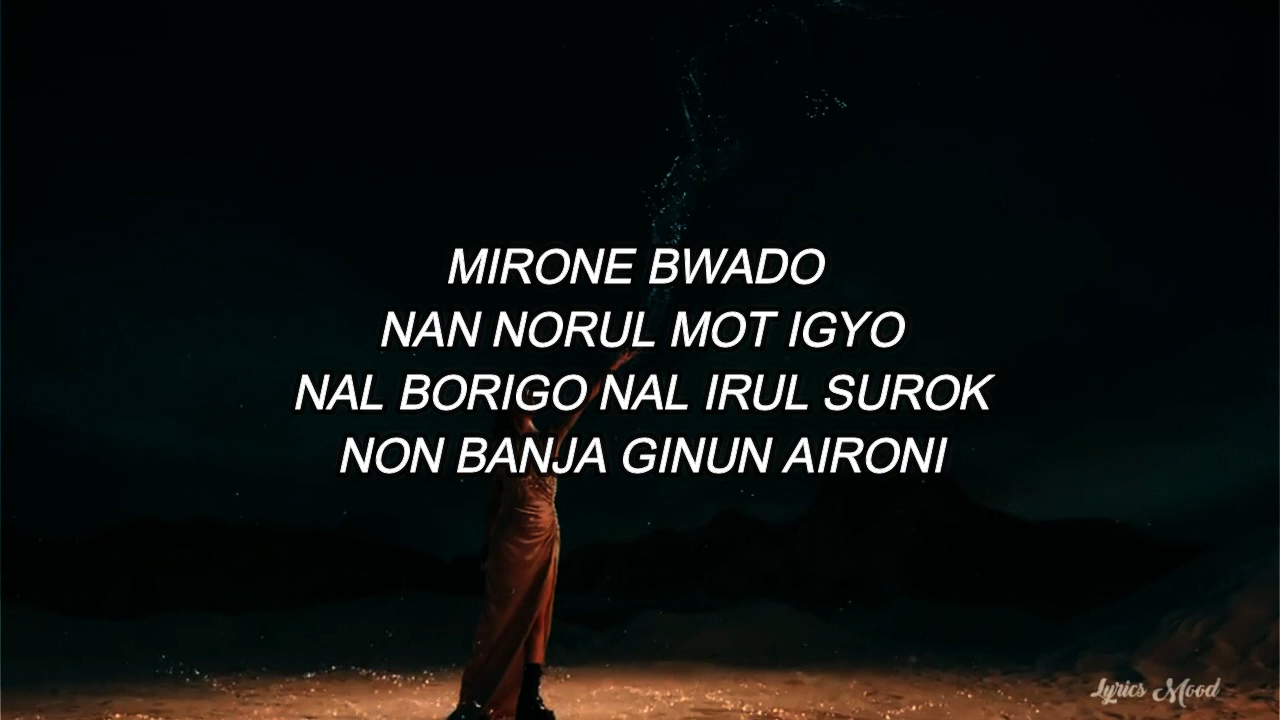 MIRONE BWADO
NAN NORUL MOT IGYO
NAL BORIGO NAL IRUL SUROK
NON BANJA GINUN AIRONI
Lyrics Mood